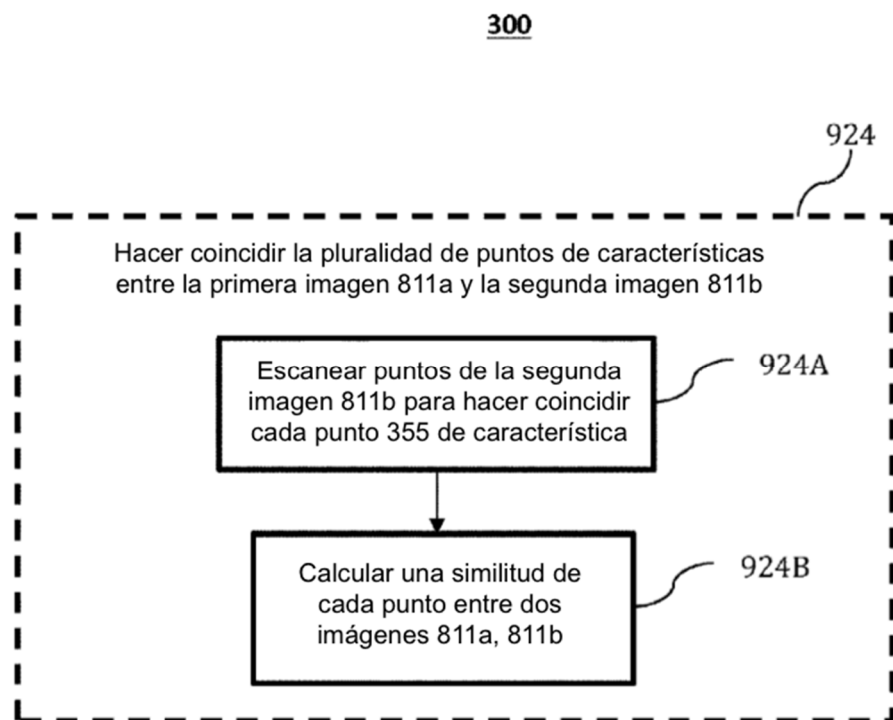 300
924
Hacer coincidir la pluralidad de puntos de características
entre la primera imagen 811a y la segunda imagen 811b
Escanear puntos de la segunda
imagen 811b para hacer coincidir
cada punto 355 de característica
924A
Calcular una similitud de
cada punto entre dos
imágenes 811a, 811b
924B